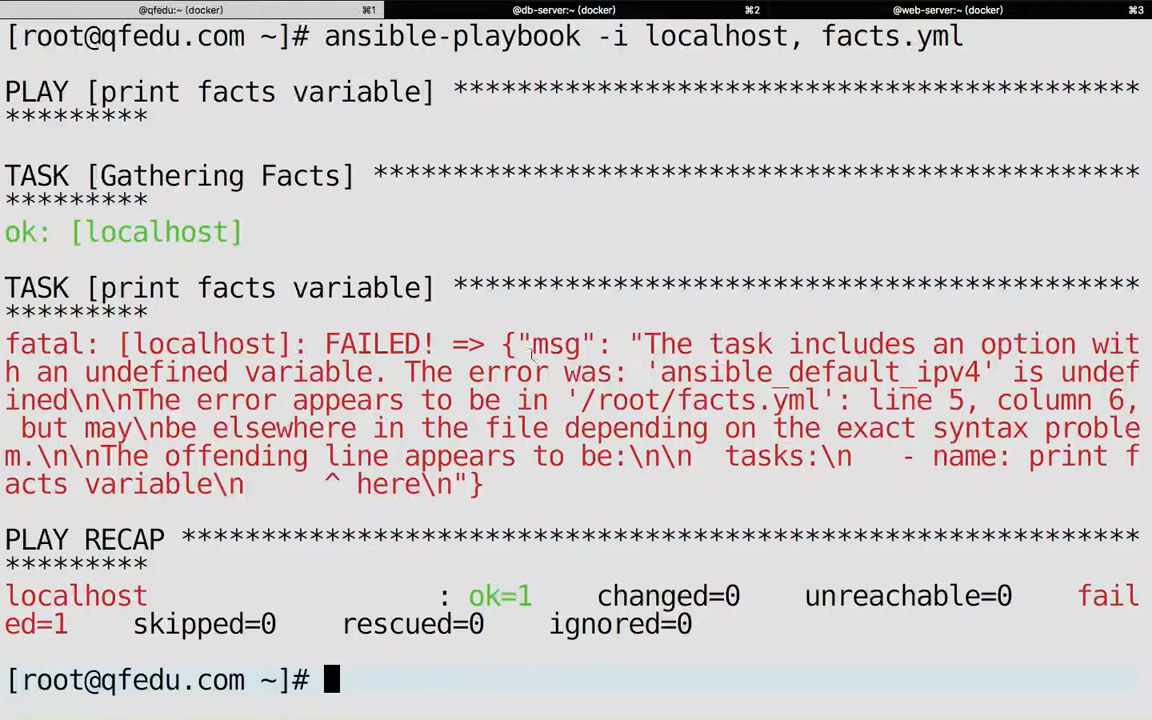 @qfedu:~ (docker) ⌘1 @db-server:~ (docker) ⌘2 @web-server:~ (docker) ⌘3
[root@qfedu.com ~]# ansible-playbook -i localhost, facts.yml
PLAY [print facts variable] *******************************************
*********
TASK [Gathering Facts] ************************************************
*********
ok: [localhost]
TASK [print facts variable] *******************************************
*********
fatal: [localhost]: FAILED! => {"msg": "The task includes an option wit
h an undefined variable. The error was: 'ansible_default_ipv4' is undef
ined\n\nThe error appears to be in '/root/facts.yml': line 5, column 6,
 but may\nbe elsewhere in the file depending on the exact syntax proble
m.\n\nThe offending line appears to be:\n\n  tasks:\n   - name: print f
acts variable\n     ^ here\n"}
PLAY RECAP ************************************************************
*********
localhost                  : ok=1    changed=0    unreachable=0    fail
ed=1    skipped=0    rescued=0    ignored=0
[root@qfedu.com ~]#